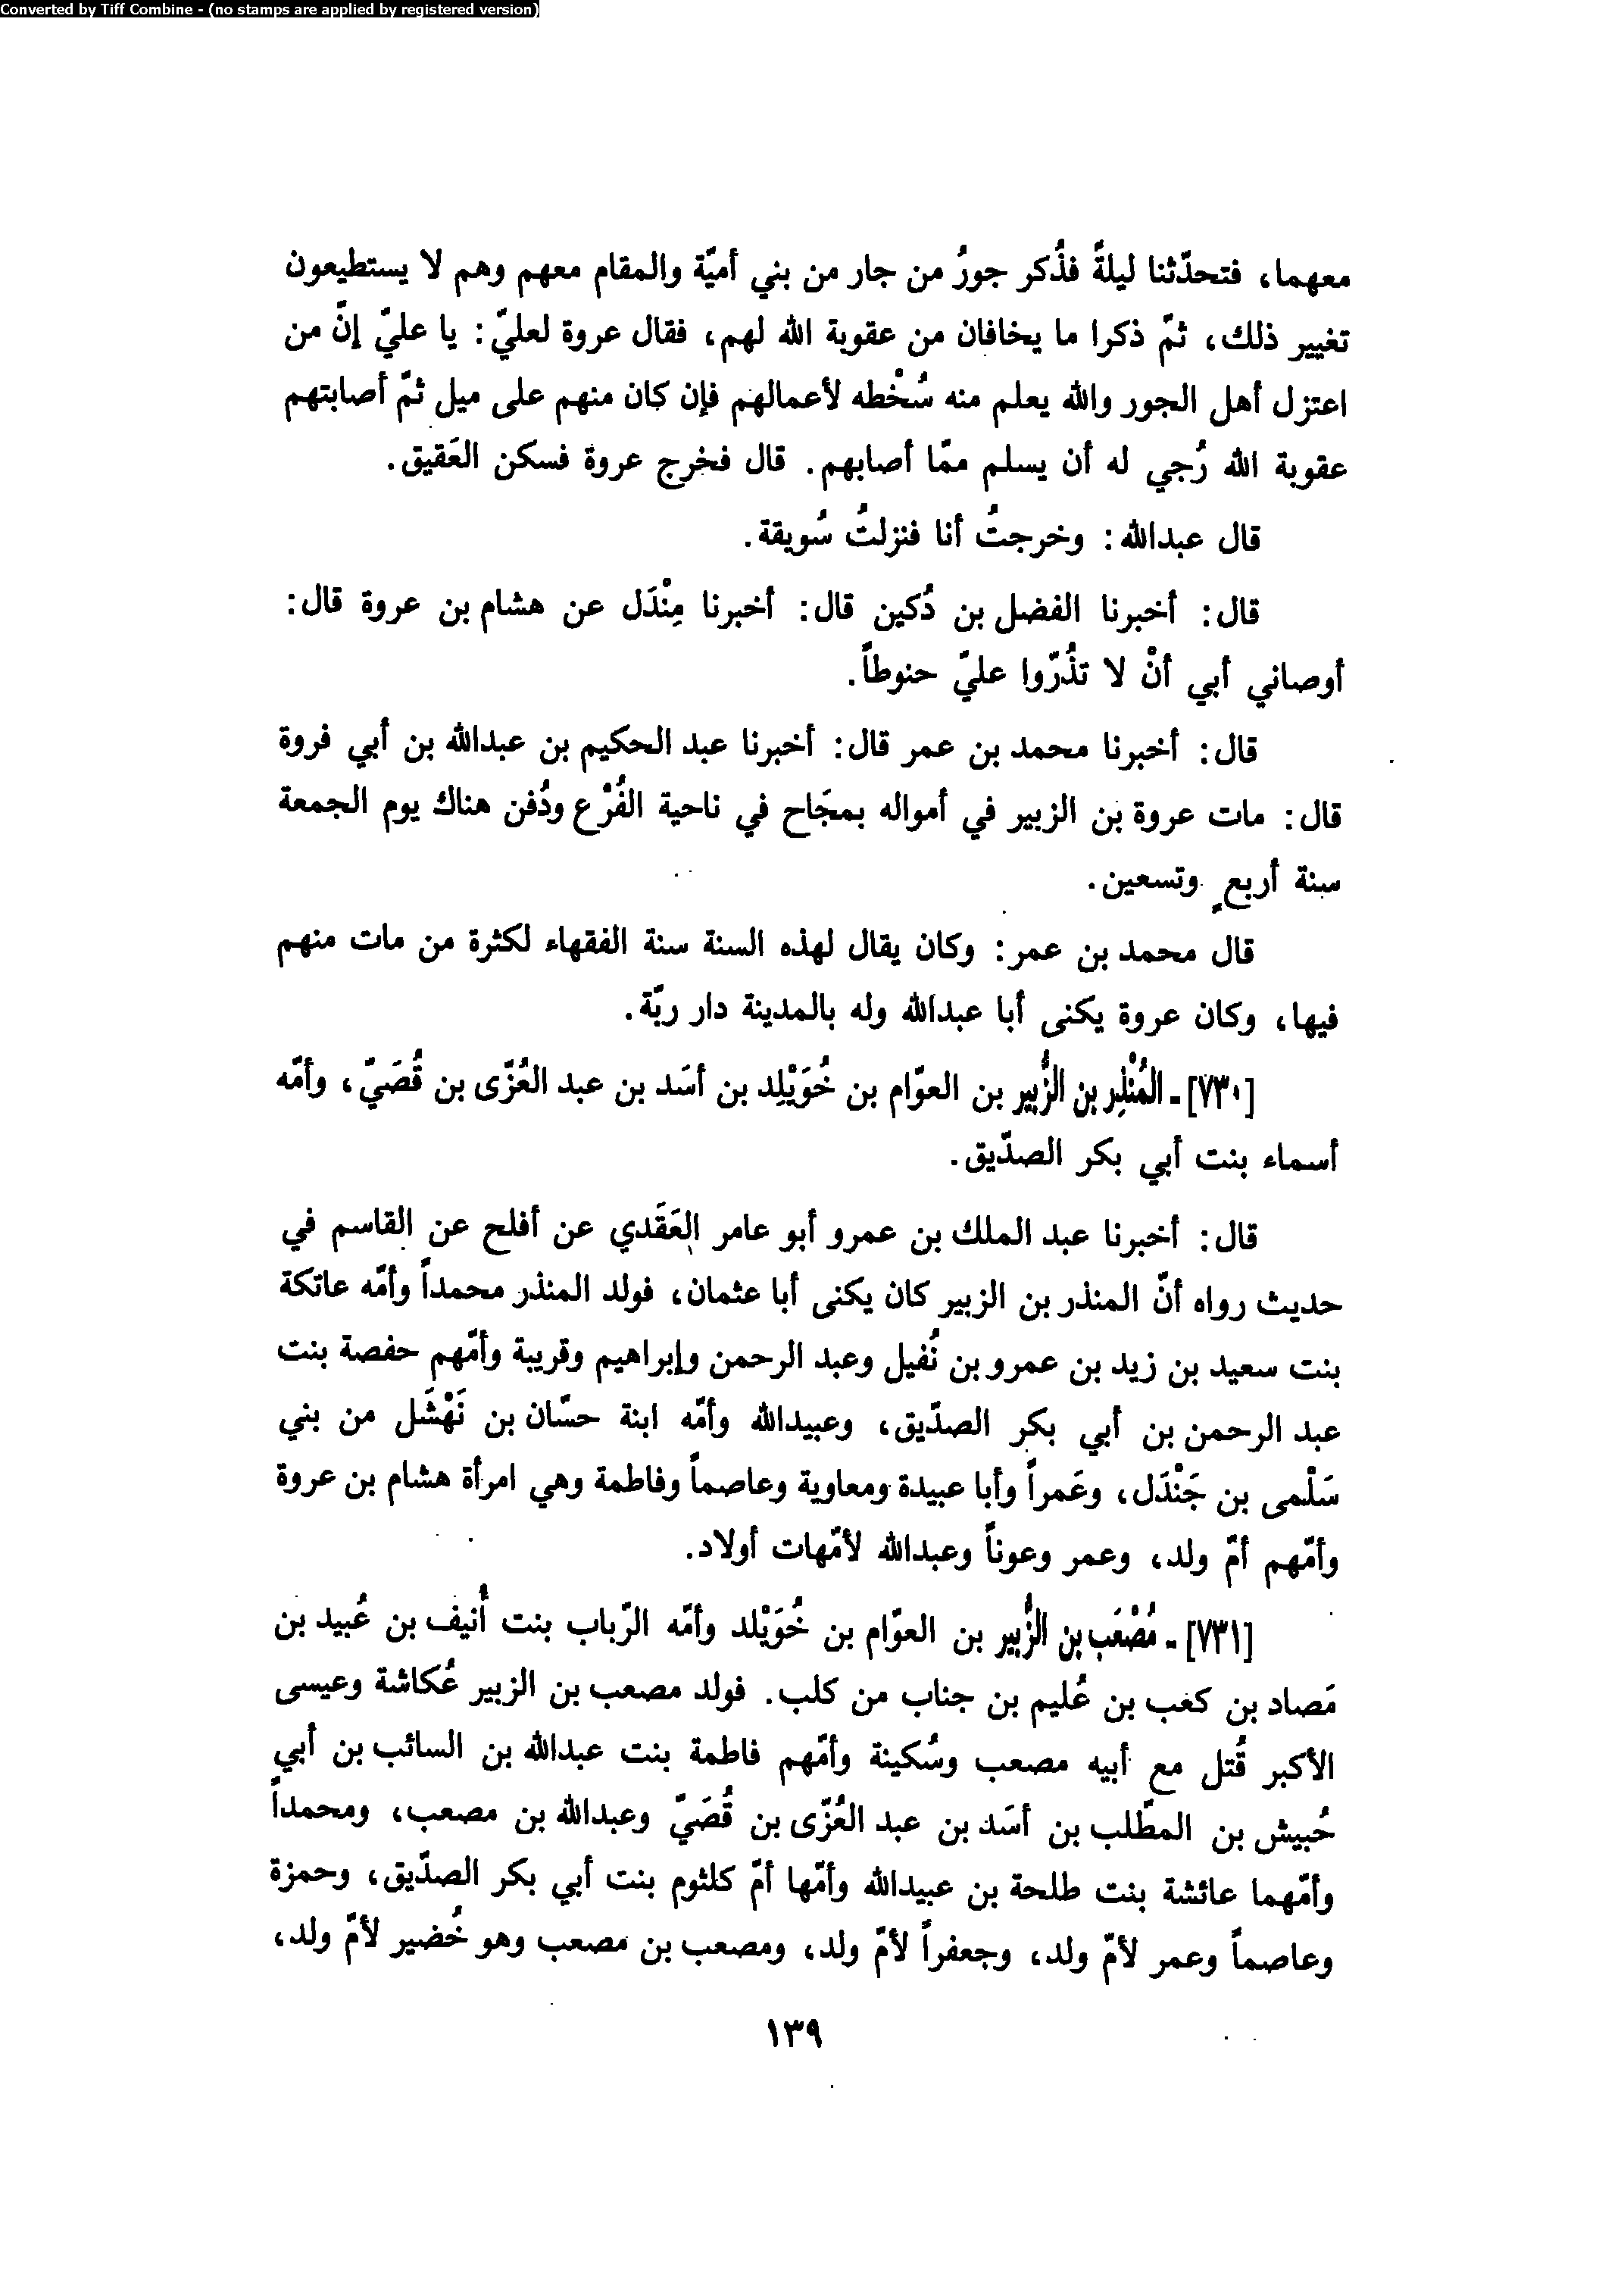 Converted by Tiff Combine - (no stamps are applied by registered version)
معهما، فتحدّثنا ليلةً فذُكر جورُ من جار من بني أميّة والمقام معهم وهم لا يستطيعون
تغيير ذلك، ثمّ ذكرا ما يخافان من عقوبة الله لهم، فقال عروة لعليّ: يا عليّ إنّ من
اعتزل أهل الجور والله يعلم منه سُخْطه لأعمالهم فإن كان منهم على ميل ثمّ أصابتهم
عقوبة الله رُجي له أن يسلم ممّا أصابهم. قال فخرج عروة فسكن العَقيق.
قال عبدالله: وخرجتُ أنا فنزلتُ سُويقة.
قال: أخبرنا الفضل بن دُكين قال: أخبرنا مِنْدَل عن هشام بن عروة قال:
أوصاني أبي أنْ لا تذُرّوا عليّ حنوطاً.
قال: أخبرنا محمد بن عمر قال: أخبرنا عبد الحكيم بن عبدالله بن أبي فروة
قال: مات عروة بن الزبير في أمواله بمجَاح في ناحية الفُرْع ودُفن هناك يوم الجمعة
سنة أربعٍ وتسعين.
قال محمد بن عمر: وكان يقال لهذه السنة سنة الفقهاء لكثرة من مات منهم
فيها، وكان عروة يكنى أبا عبدالله وله بالمدينة دار ربّة.
[٧٣٠] - المُنْذِر بن الزُّبير بن العوّام بن خُوَيْلِد بن أسَد بن عبد العُزّى بن قُصَيّ، وأمّه
أسماء بنت أبي بكر الصدّيق.
قال: أخبرنا عبد الملك بن عمرو أبو عامر العَقَدي عن أفلح عن القاسم في
حديث رواه أنّ المنذر بن الزبير كان يكنى أبا عثمان، فولد المنذر محمداً وأمّه عاتكة
بنت سعيد بن زيد بن عمرو بن نُفيل وعبد الرحمن وإبراهيم وقريبة وأمّهم حفصة بنت
عبد الرحمن بن أبي بكر الصدّيق، وعبيدالله وأمّه ابنة حسّان بن نَهْشَل من بني
سَلْمى بن جَنْدَل، وعَمراً وأبا عبيدة ومعاوية وعاصماً وفاطمة وهي امرأة هشام بن عروة
وأمّهم أمّ ولد، وعمر وعوناً وعبدالله لأمّهات أولاد.
[٧٣١] - مُصْعَب بن الزُّبير بن العوّام بن خُوَيْلد وأمّه الرّباب بنت أُنيف بن عُبيد بن
مَصاد بن كعب بن عُليم بن جناب من كلب. فولد مصعب بن الزبير عُكاشة وعيسى
الأكبر قُتل مع أبيه مصعب وسُكينة وأمّهم فاطمة بنت عبدالله بن السائب بن أبي
حُبيش بن المطّلب بن أسَد بن عبد العُزّى بن قُصَيّ وعبدالله بن مصعب، ومحمداً
وأمّهما عائشة بنت طلحة بن عبيدالله وأمّها أمّ كلثوم بنت أبي بكر الصدّيق، وحمزة
وعاصماً وعمر لأمّ ولد، وجعفراً لأمّ ولد، ومصعب بن مصعب وهو خُضير لأمّ ولد،
١٣٩